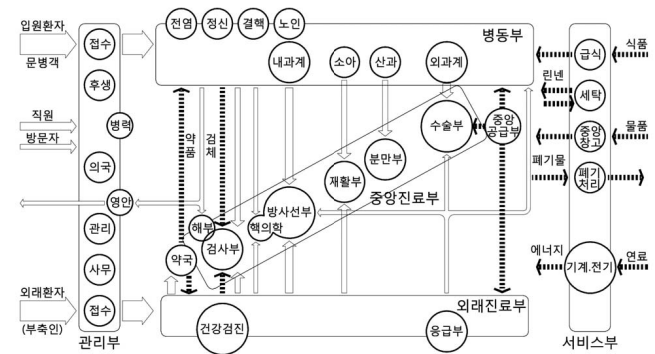 입원환자
문병객
접수
후생
직원
방문자
병력
의국
영안
관리
사무
외래환자
(부축인)
접수
관리부
전염
정신
결핵
노인
병동부
내과계
소아
산과
외과계
약품
검체
수술부
중앙
공급부
분만부
재활부
중앙진료부
방사선부
핵의학
해부
검사부
약국
외래진료부
건강검진
응급부
급식
식품
린넨
세탁
중앙
창고
물품
폐기물
폐기
처리
에너지
기계.전기
연료
서비스부